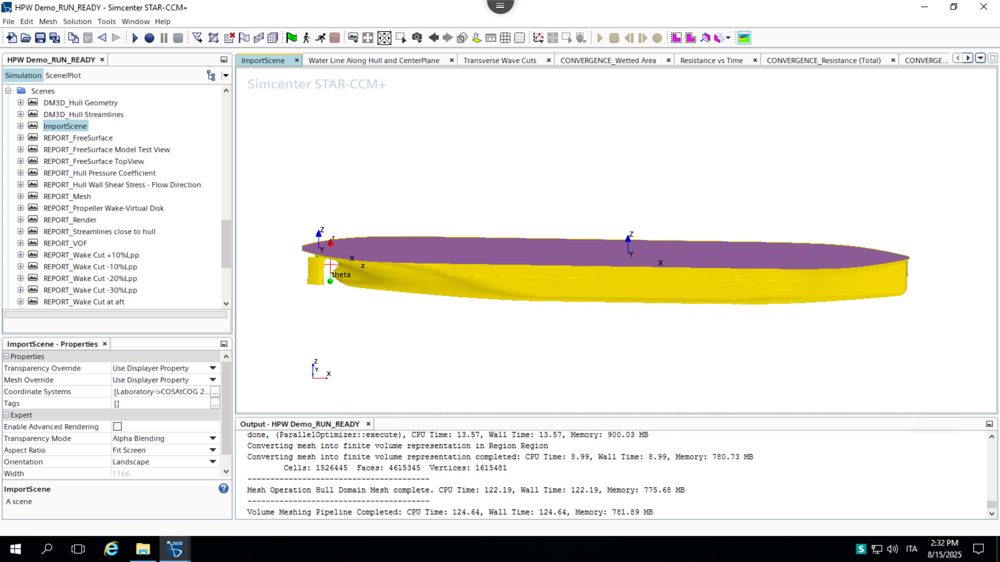 HPW Demo_RUN_READY - Simcenter STAR-CCM+
File Edit Mesh Solution Tools Window Help
HPW Demo_RUN_READY
Simulation Scene/Plot
Scenes
DM3D_Hull Geometry
DM3D_Hull Streamlines
ImportScene
REPORT_FreeSurface
REPORT_FreeSurface Model Test View
REPORT_FreeSurface TopView
REPORT_Hull Pressure Coefficient
REPORT_Hull Wall Shear Stress - Flow Direction
REPORT_Mesh
REPORT_Propeller Wake-Virtual Disk
REPORT_Render
REPORT_Streamlines close to hull
REPORT_VOF
REPORT_Wake Cut +10%Lpp
REPORT_Wake Cut -10%Lpp
REPORT_Wake Cut -20%Lpp
REPORT_Wake Cut -30%Lpp
REPORT_Wake Cut at aft
ImportScene - Properties
Properties
Transparency Override Use Displayer Property
Mesh Override Use Displayer Property
Coordinate Systems [Laboratory->COSAtCOG 2... ...
Tags [] ...
Expert
Enable Advanced Rendering
Transparency Mode Alpha Blending
Aspect Ratio Fit Screen
Orientation Landscape
Width 1166
ImportScene
A scene
ImportScene Water Line Along Hull and CenterPlane Transverse Wave Cuts CONVERGENCE_Wetted Area Resistance vs Time CONVERGENCE_Resistance (Total) CONVERGE...
Simcenter STAR-CCM+
Z
r
Y
X
z
theta
Z
Y
X
Z
Y
X
Output - HPW Demo_RUN_READY
done, (ParallelOptimizer::execute), CPU Time: 13.57, Wall Time: 13.57, Memory: 900.03 MB
Converting mesh into finite volume representation in Region Region
Converting mesh into finite volume representation completed: CPU Time: 8.99, Wall Time: 8.99, Memory: 780.73 MB
Cells: 1526445 Faces: 4615345 Vertices: 1615481
----------------------------------------
Mesh Operation Hull Domain Mesh complete. CPU Time: 122.19, Wall Time: 122.19, Memory: 775.68 MB
----------------------------------------
Volume Meshing Pipeline Completed: CPU Time: 124.64, Wall Time: 124.64, Memory: 781.89 MB
2020
S
ITA
2:32 PM
8/15/2025